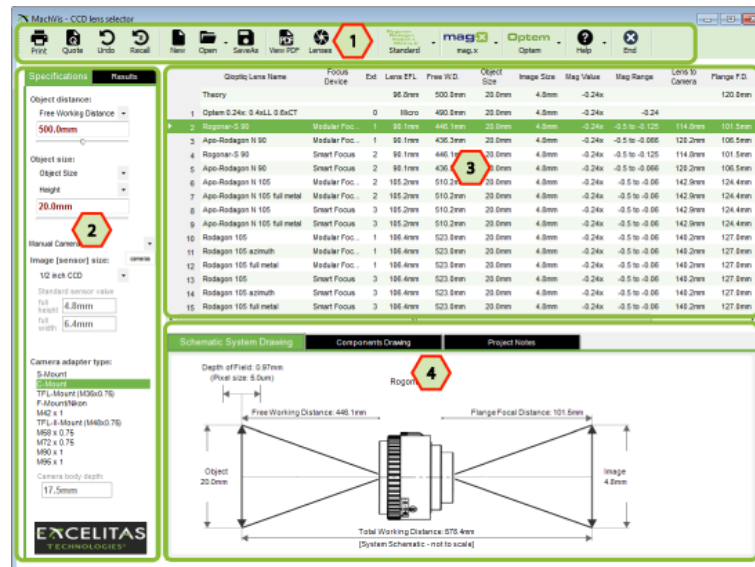 MachVis - CCD lens selector
Print Quote Undo Recall New Open SaveAs View PDF Lenses 1 Standard mag.x Optem Help End
magX Optem
Specifications Results
Object distance:
Free Working Distance
500.0mm
Object size:
Object Size
Height
20.0mm
2
Manual Camera
Image [sensor] size: cameras
1/2 inch CCD
Standard sensor value
full height 4.8mm
full width 6.4mm
Camera adapter type:
S-Mount
C-Mount
TFL-Mount (M35x0.75)
F-Mount/Nikon
M42 x 1
TFL-II-Mount (M48x0.75)
M58 x 0.75
M72 x 0.75
M90 x 1
M95 x 1
Camera body depth:
17.5mm
EXCELITAS
TECHNOLOGIES
Qioptiq Lens Name Focus Device Ext Lens EFL Free W.D. Object Size Image Size Mag Value Mag Range Lens to Camera Flange F.D.
Theory 96.8mm 500.0mm 20.0mm 4.8mm -0.24x 120.0mm
1 Optem 0.24x: 0.4xLL 0.6xCT 0 Micro 490.0mm 20.0mm 4.8mm -0.24x -0.24
2 Rogonar-S 90 Modular Foc... 1 90.1mm 446.1mm 20.0mm 4.8mm -0.24x -0.5 to -0.125 114.0mm 101.5mm
3 Apo-Rodagon N 90 Modular Foc... 1 90.1mm 436.3mm 20.0mm 4.8mm -0.24x -0.5 to -0.066 120.2mm 106.5mm
4 Rogonar-S 90 Smart Focus 2 90.1mm 446.1mm 20.0mm 4.8mm -0.24x -0.5 to -0.125 114.0mm 101.5mm
5 Apo-Rodagon N 90 Smart Focus 2 90.1mm 20.0mm 4.8mm -0.24x -0.5 to -0.066 120.2mm 106.5mm
3
6 Apo-Rodagon N 105 Modular Foc... 2 105.2mm 510.2mm 20.0mm 4.8mm -0.24x -0.5 to -0.06 142.9mm 124.4mm
7 Apo-Rodagon N 105 full metal Modular Foc... 2 105.2mm 510.2mm 20.0mm 4.8mm -0.24x -0.5 to -0.06 142.9mm 124.4mm
8 Apo-Rodagon N 105 Smart Focus 3 105.2mm 510.2mm 20.0mm 4.8mm -0.24x -0.5 to -0.06 142.9mm 124.4mm
9 Apo-Rodagon N 105 full metal Smart Focus 3 105.2mm 510.2mm 20.0mm 4.8mm -0.24x -0.5 to -0.06 142.9mm 124.4mm
10 Rodagon 105 Modular Foc... 1 106.4mm 523.0mm 20.0mm 4.8mm -0.24x -0.5 to -0.06 140.2mm 127.0mm
11 Rodagon 105 azimuth Modular Foc... 1 106.4mm 523.0mm 20.0mm 4.8mm -0.24x -0.5 to -0.06 140.2mm 127.0mm
12 Rodagon 105 full metal Modular Foc... 1 106.4mm 523.0mm 20.0mm 4.8mm -0.24x -0.5 to -0.06 140.2mm 127.0mm
13 Rodagon 105 Smart Focus 3 106.4mm 523.0mm 20.0mm 4.8mm -0.24x -0.5 to -0.06 140.2mm 127.0mm
14 Rodagon 105 azimuth Smart Focus 3 106.4mm 523.0mm 20.0mm 4.8mm -0.24x -0.5 to -0.06 140.2mm 127.0mm
15 Rodagon 105 full metal Smart Focus 3 106.4mm 523.0mm 20.0mm 4.8mm -0.24x -0.5 to -0.06 140.2mm 127.0mm
Schematic System Drawing Components Drawing Project Notes
4
Depth of Field: 0.97mm
(Pixel size: 5.0um)
Free Working Distance: 446.1mm Flange Focal Distance: 101.5mm
Object
20.0mm
Image
4.8mm
Total Working Distance: 676.4mm
[System Schematic - not to scale]